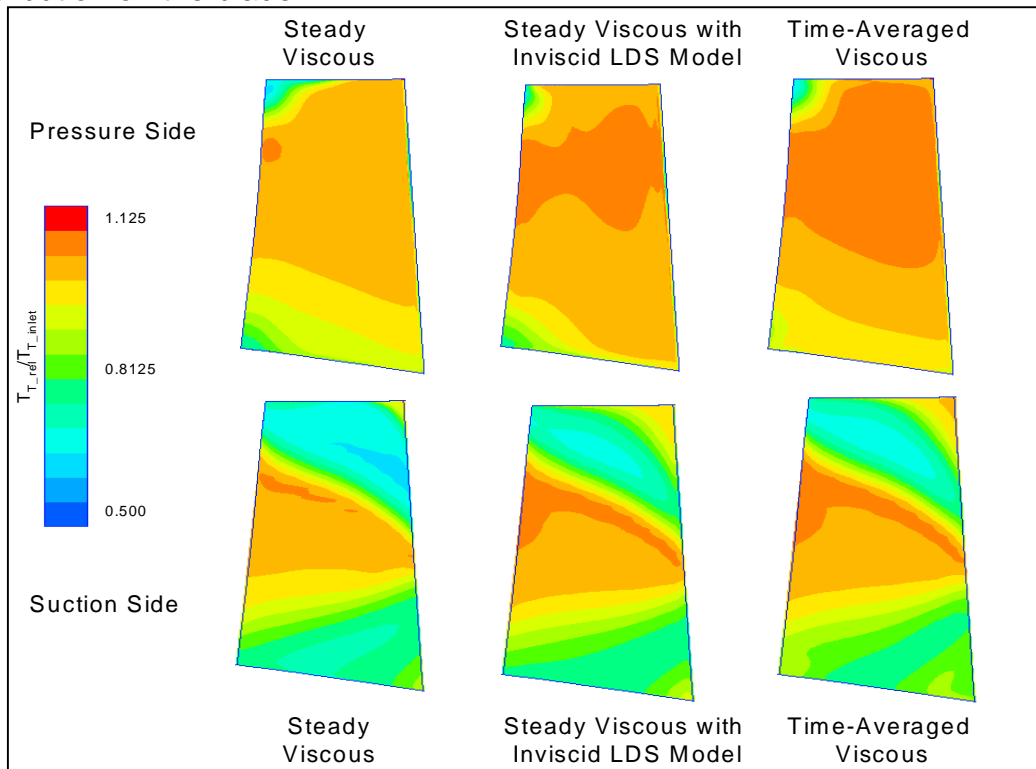 Steady
Viscous
Steady Viscous with
Inviscid LDS Model
Time-Averaged
Viscous
Pressure Side
1.125
0.8125
0.500
T_T_rel/T_T_inlet
Suction Side
Steady
Viscous
Steady Viscous with
Inviscid LDS Model
Time-Averaged
Viscous